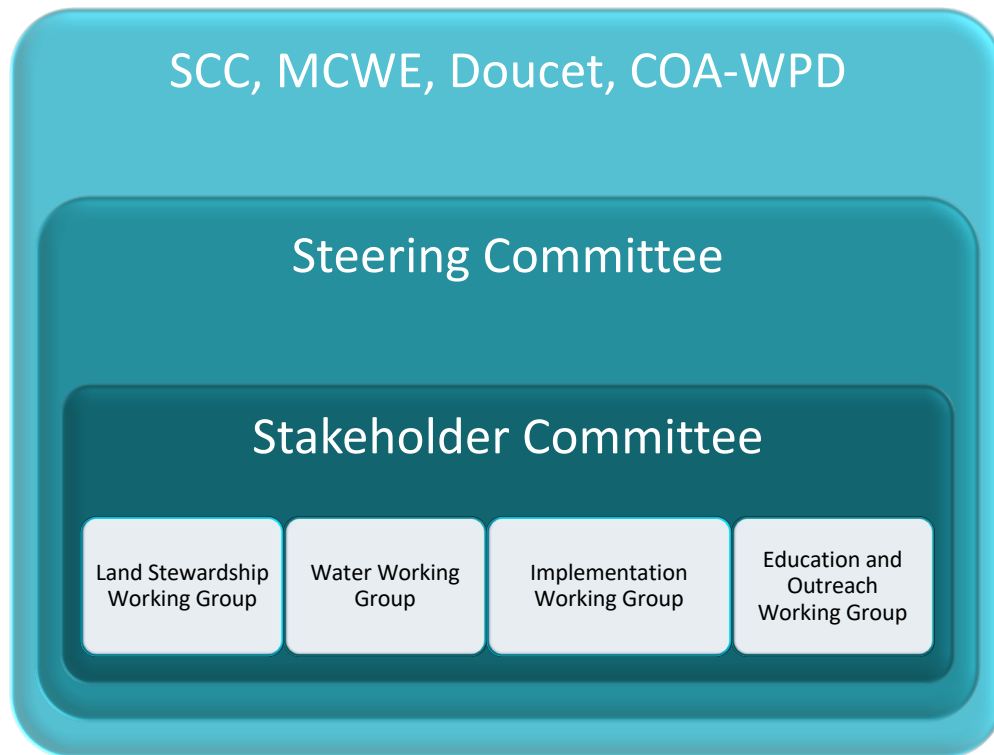 SCC, MCWE, Doucet, COA-WPD
Steering Committee
Stakeholder Committee
Land Stewardship
Working Group
Water Working
Group
Implementation
Working Group
Education and
Outreach
Working Group